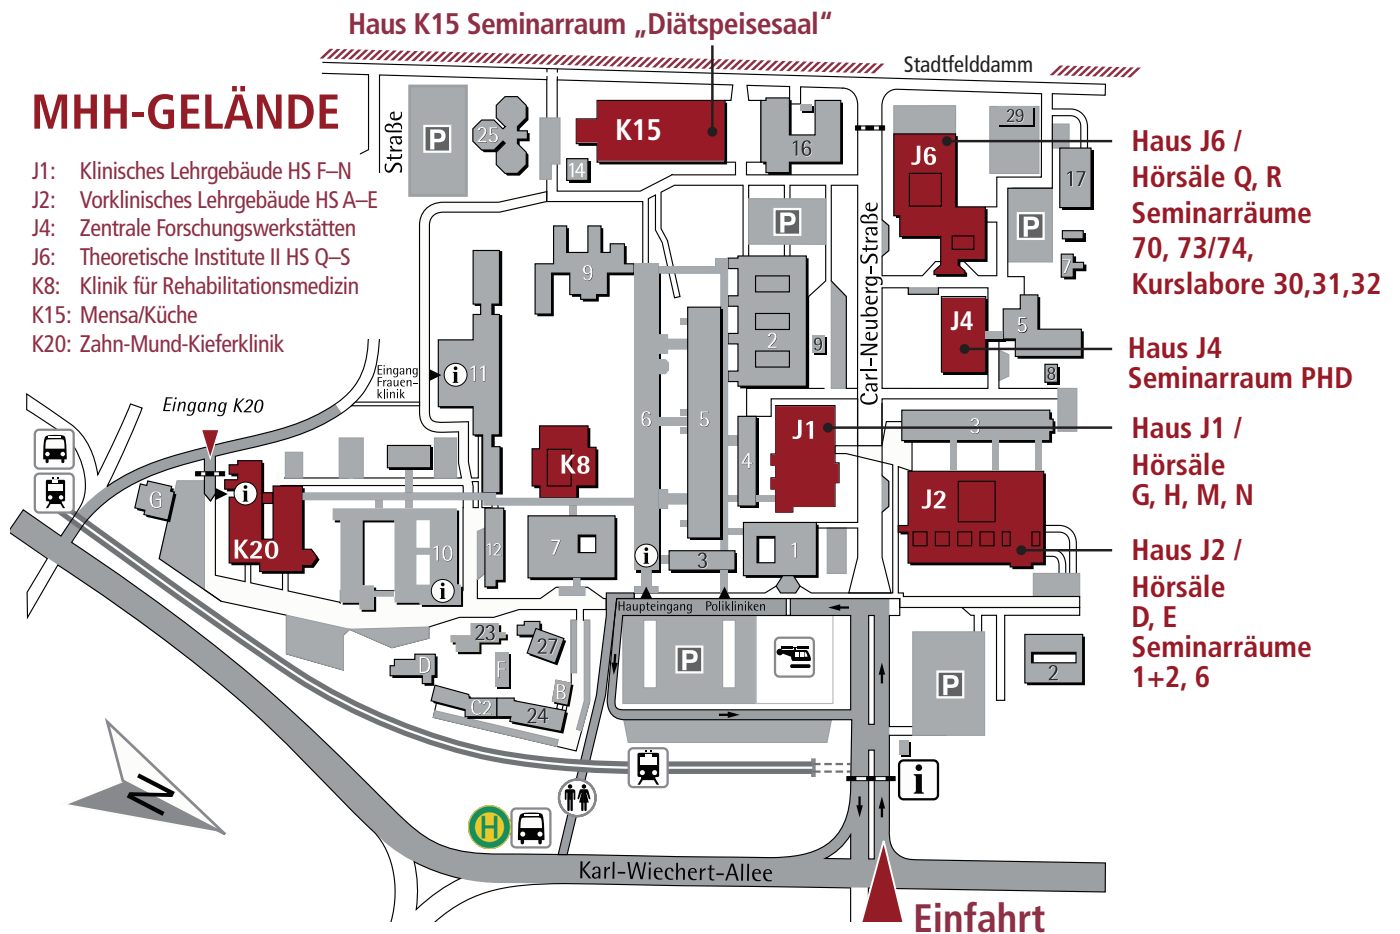 Haus K15 Seminarraum „Diätspeisesaal“
Stadtfelddamm
MHH-GELÄNDE
J1: Klinisches Lehrgebäude HS F–N
J2: Vorklinisches Lehrgebäude HS A–E
J4: Zentrale Forschungswerkstätten
J6: Theoretische Institute II HS Q–S
K8: Klinik für Rehabilitationsmedizin
K15: Mensa/Küche
K20: Zahn-Mund-Kieferklinik
Straße
P
25
K15
14
16
J6
29
17
P
P
7
Haus J6 /
Hörsäle Q, R
Seminarräume
70, 73/74,
Kurslabore 30,31,32
Carl-Neuberg-Straße
9
2
9
J4
5
8
Haus J4
Seminarraum PHD
Eingang
Frauen-
klinik
i
11
6
5
4
J1
3
Haus J1 /
Hörsäle
G, H, M, N
Eingang K20
G
i
K20
K8
10
i
12
7
i
3
1
J2
Haus J2 /
Hörsäle
D, E
Seminarräume
1+2, 6
Haupteingang
Polikliniken
23
27
D
F
B
C2
24
P
P
2
N
i
H
Karl-Wiechert-Allee
Einfahrt